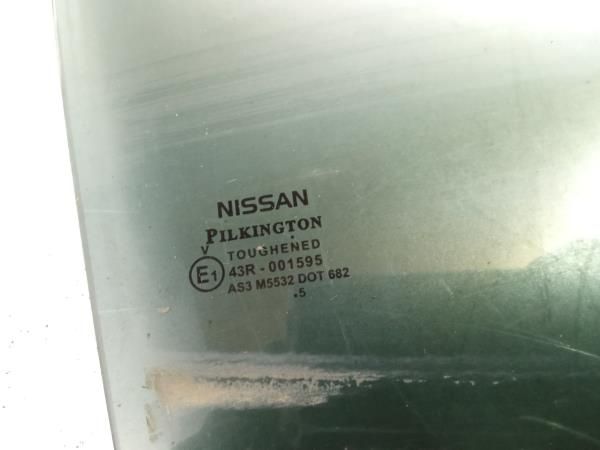 NISSAN
PILKINGTON
V
TOUGHENED
E1 43R - 001595
AS3 M5532 DOT 682
.5